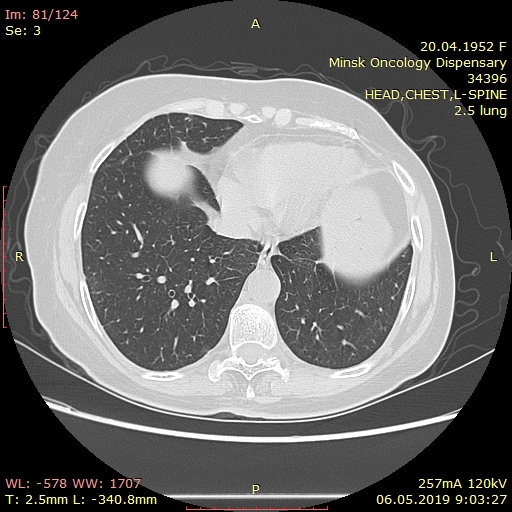 Im: 81/124
Se: 3
A
20.04.1952 F
Minsk Oncology Dispensary
34396
HEAD,CHEST,L-SPINE
2.5 lung
R
L
WL: -578 WW: 1707
T: 2.5mm L: -340.8mm
P
257mA 120kV
06.05.2019 9:03:27